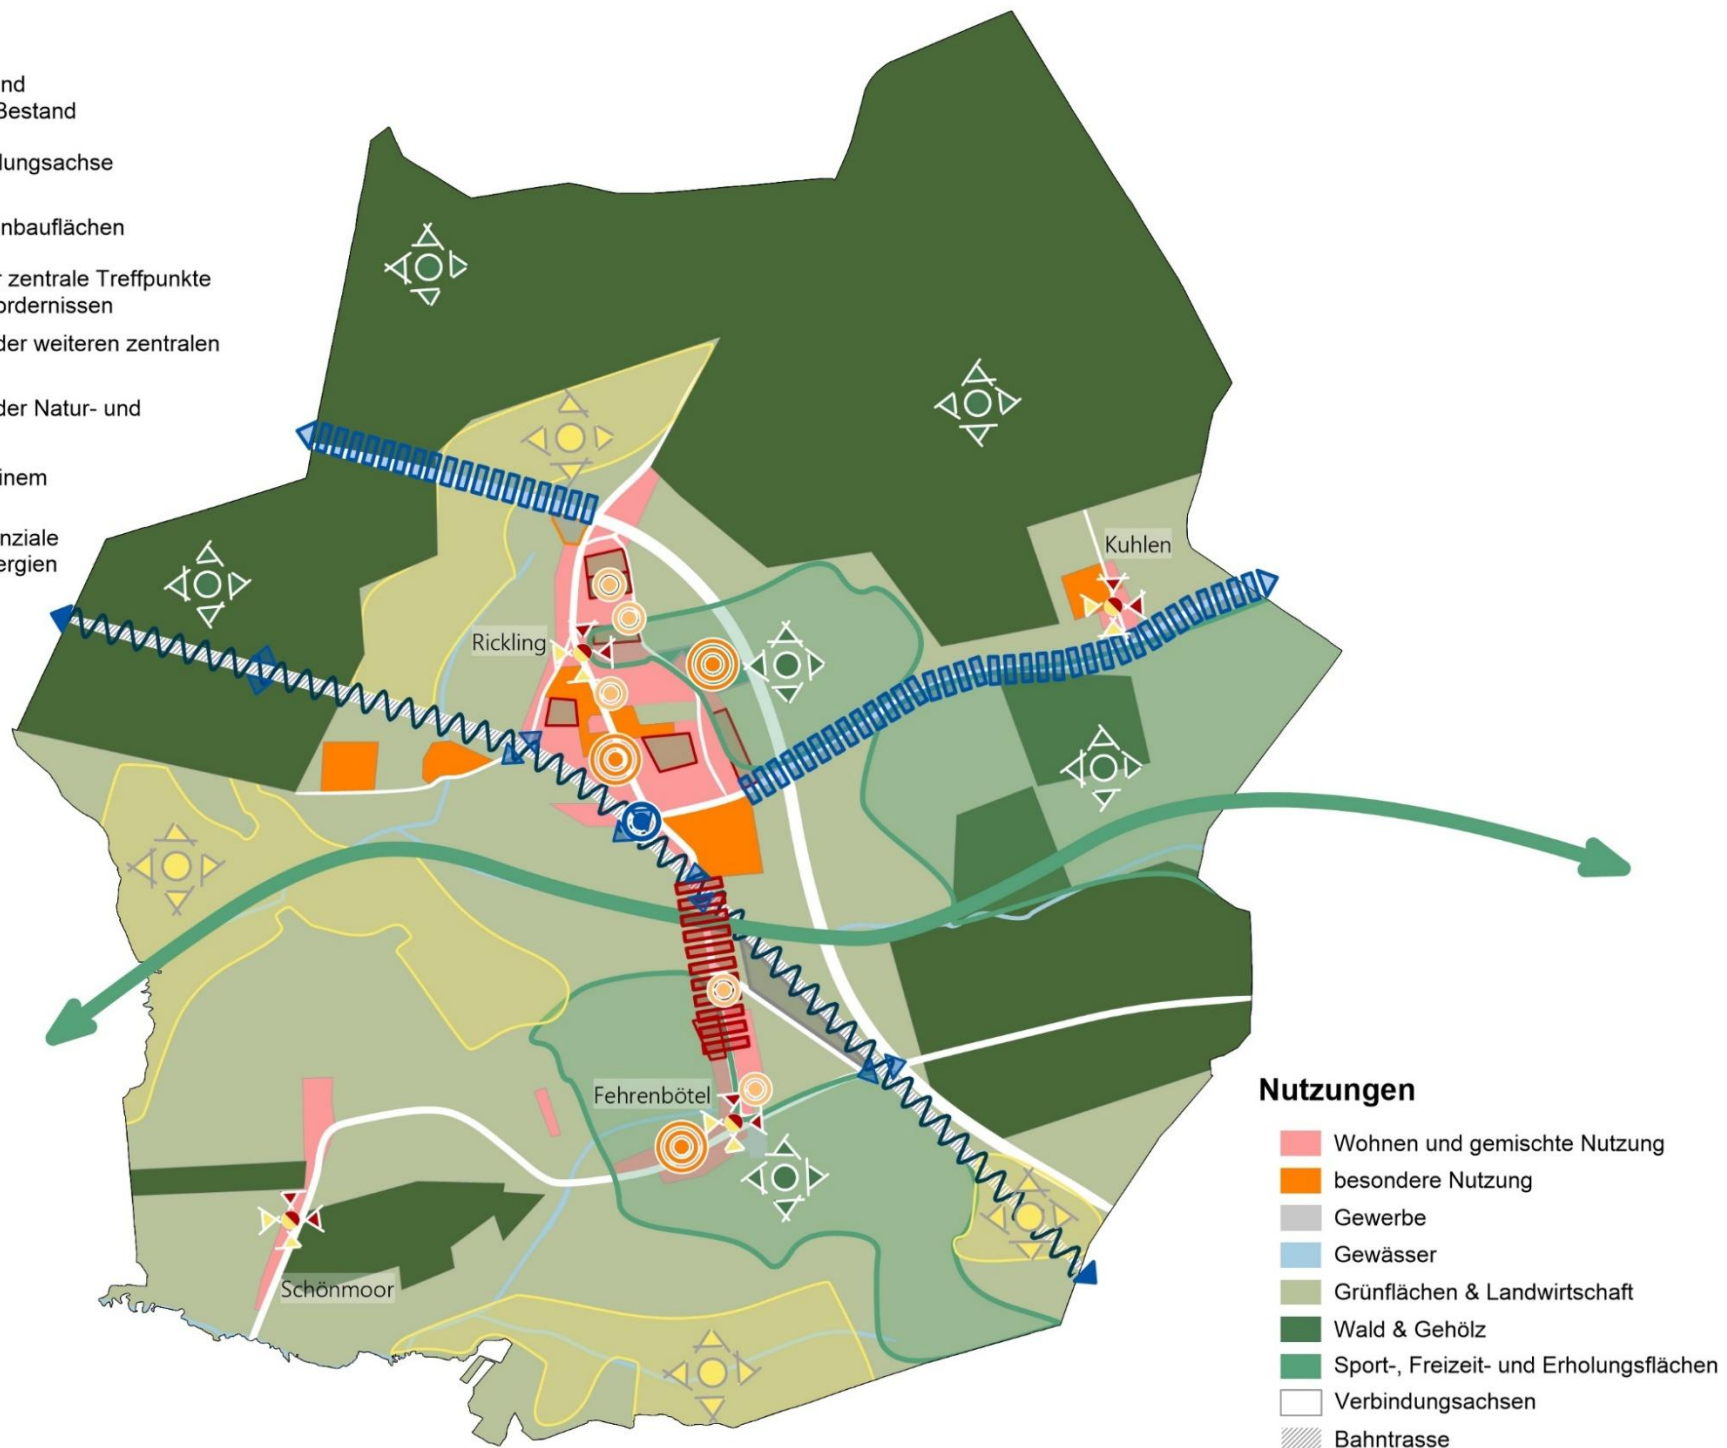 nd
Bestand
lungsachse
nbauflächen
r zentrale Treffpunkte
ordernissen
der weiteren zentralen
der Natur- und
inem
nziale
ergien
Kuhlen
Rickling
Fehrenbötel
Schönmoor
Nutzungen
Wohnen und gemischte Nutzung
besondere Nutzung
Gewerbe
Gewässer
Grünflächen & Landwirtschaft
Wald & Gehölz
Sport-, Freizeit- und Erholungsflächen
Verbindungsachsen
Bahntrasse